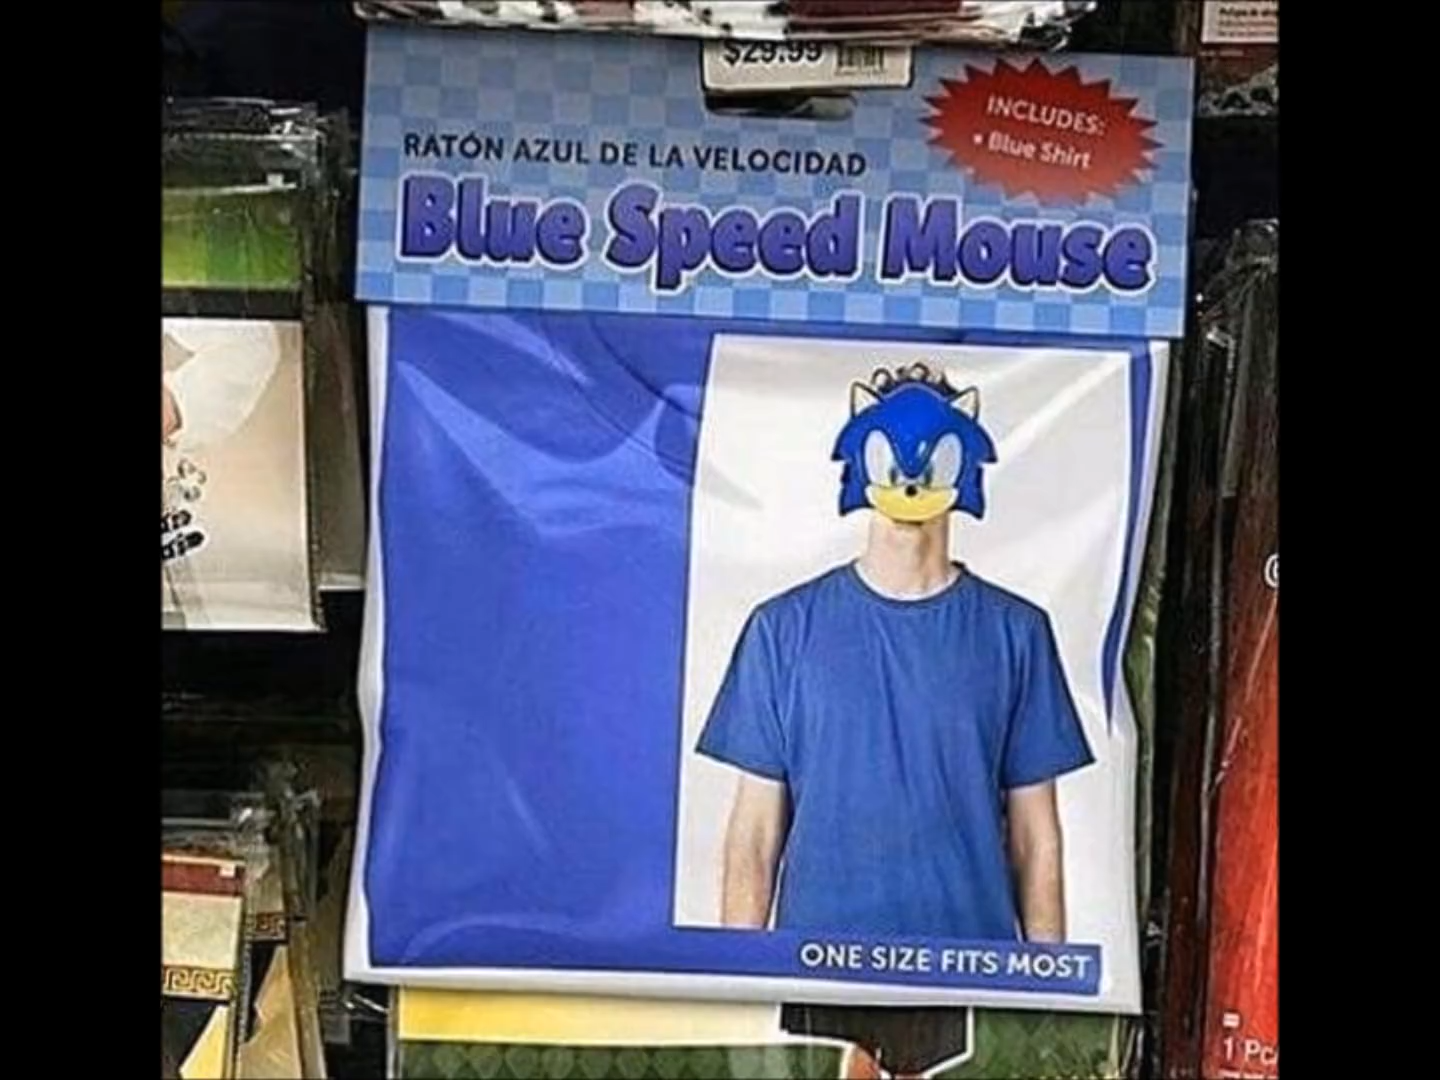 $29.99
INCLUDES:
• Blue Shirt
RATÓN AZUL DE LA VELOCIDAD
Blue Speed Mouse
ONE SIZE FITS MOST